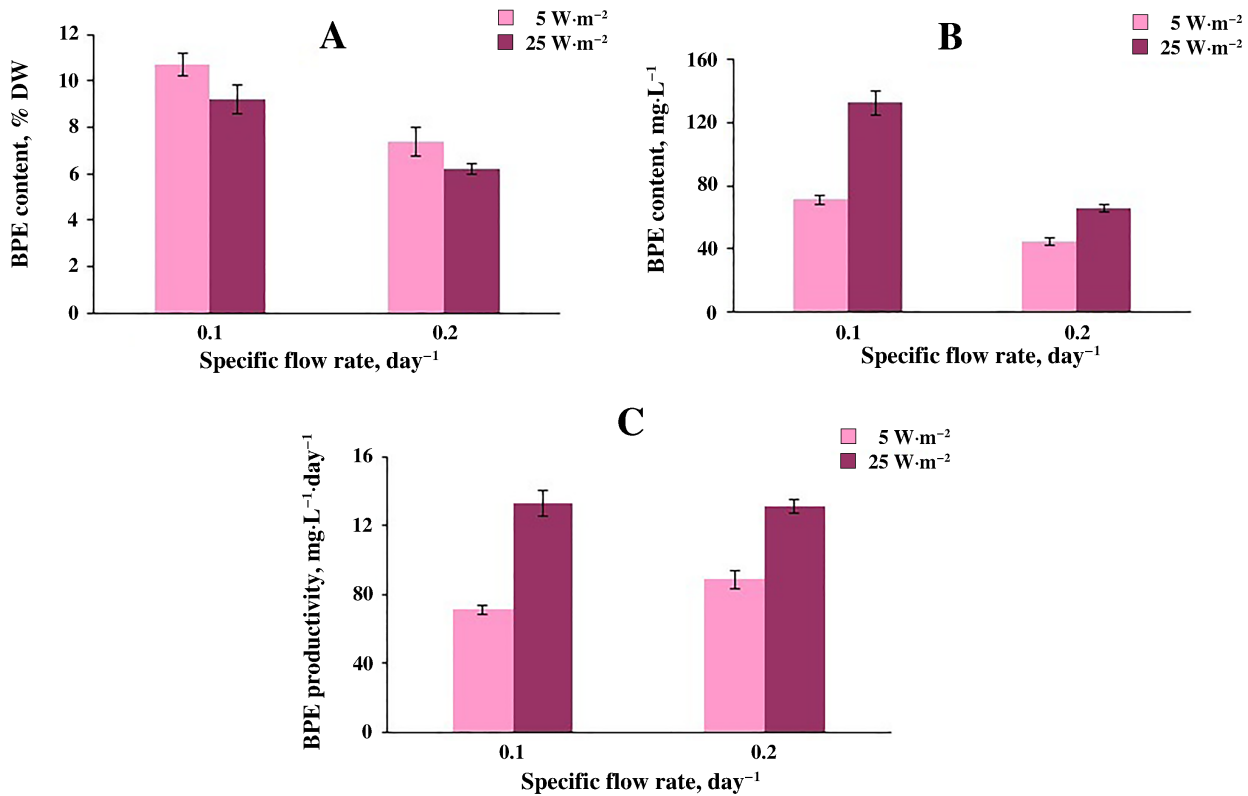 A
5 W·m⁻²
25 W·m⁻²
BPE content, % DW
12
10
8
6
4
2
0
0.1 0.2
Specific flow rate, day⁻¹
B
5 W·m⁻²
25 W·m⁻²
BPE content, mg·L⁻¹
160
120
80
40
0
0.1 0.2
Specific flow rate, day⁻¹
C
5 W·m⁻²
25 W·m⁻²
BPE productivity, mg·L⁻¹·day⁻¹
16
12
80
40
0
0.1 0.2
Specific flow rate, day⁻¹